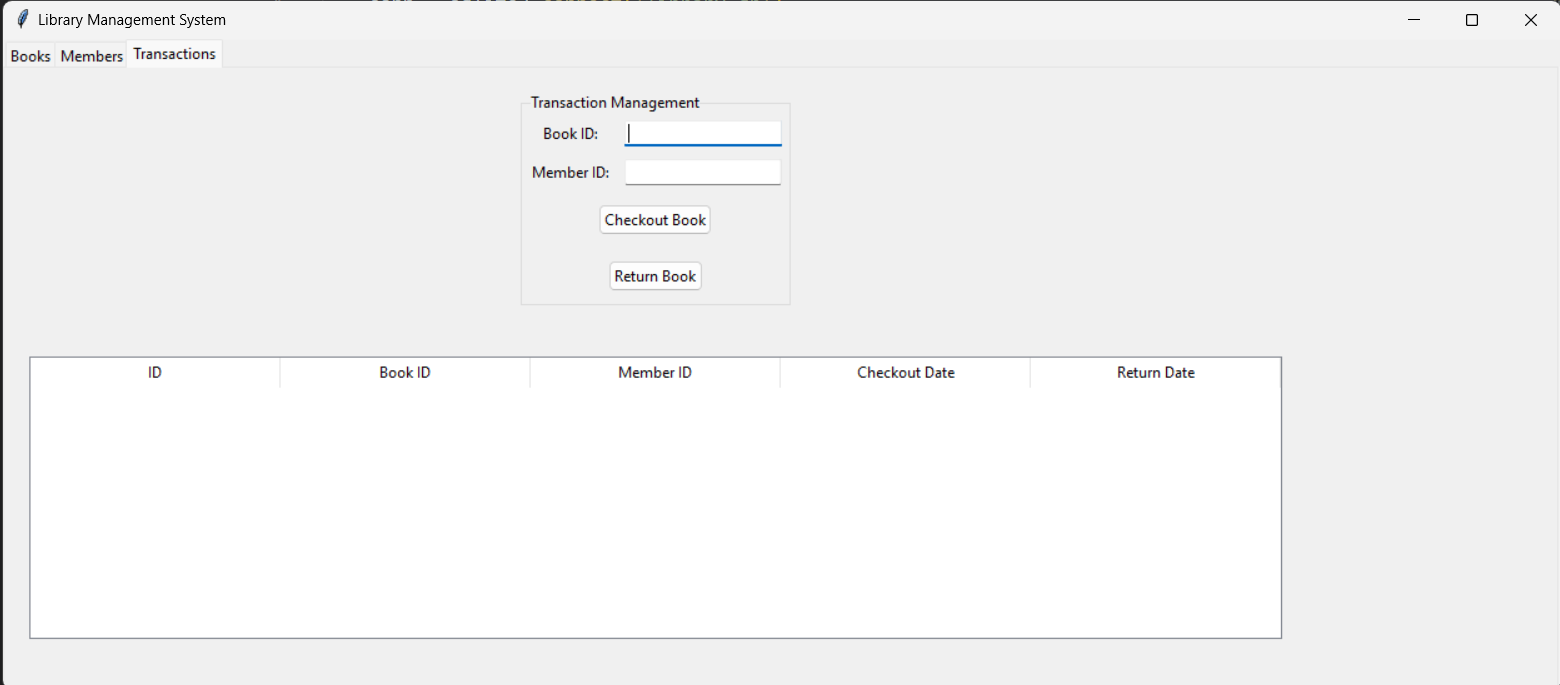 Library Management System
Books Members Transactions
Transaction Management
Book ID:
Member ID:
Checkout Book
Return Book
ID Book ID Member ID Checkout Date Return Date